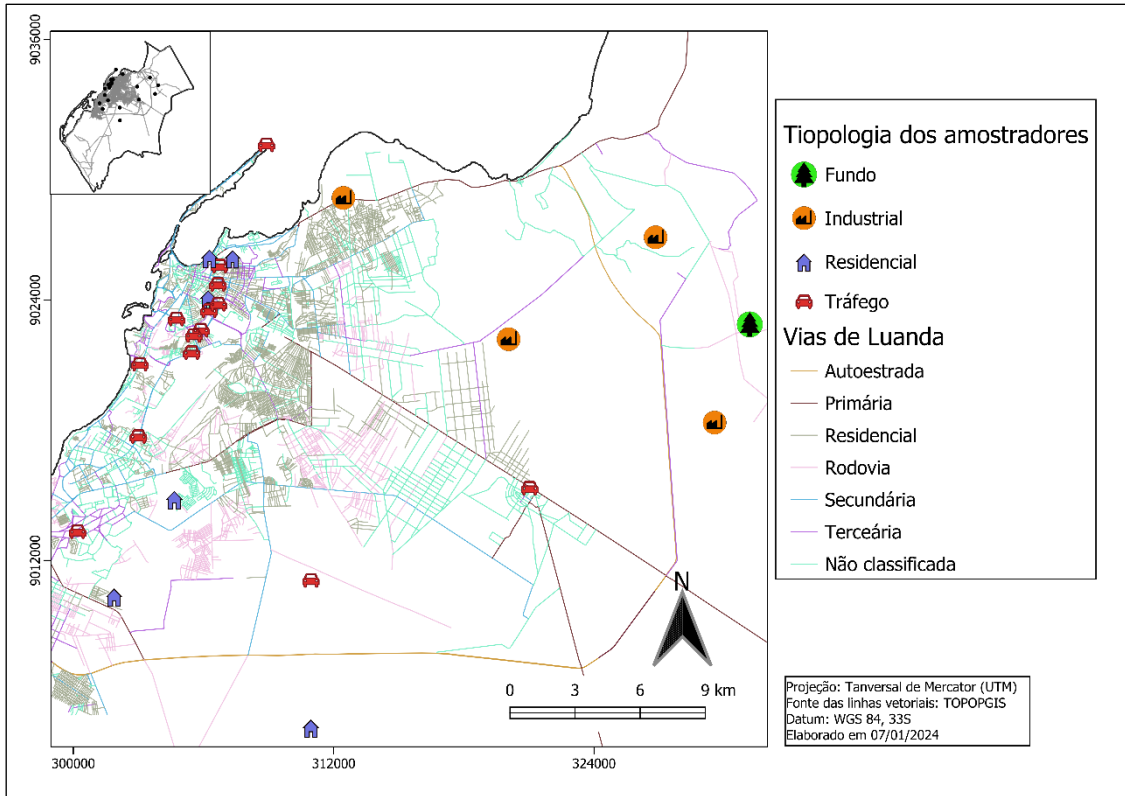 9036000
9024000
9012000
300000
312000
324000
N
0 3 6 9 km
Tiopologia dos amostradores
Fundo
Industrial
Residencial
Tráfego
Vias de Luanda
Autoestrada
Primária
Residencial
Rodovia
Secundária
Terceária
Não classificada
Projeção: Tanversal de Mercator (UTM)
Fonte das linhas vetoriais: TOPOPGIS
Datum: WGS 84, 33S
Elaborado em 07/01/2024